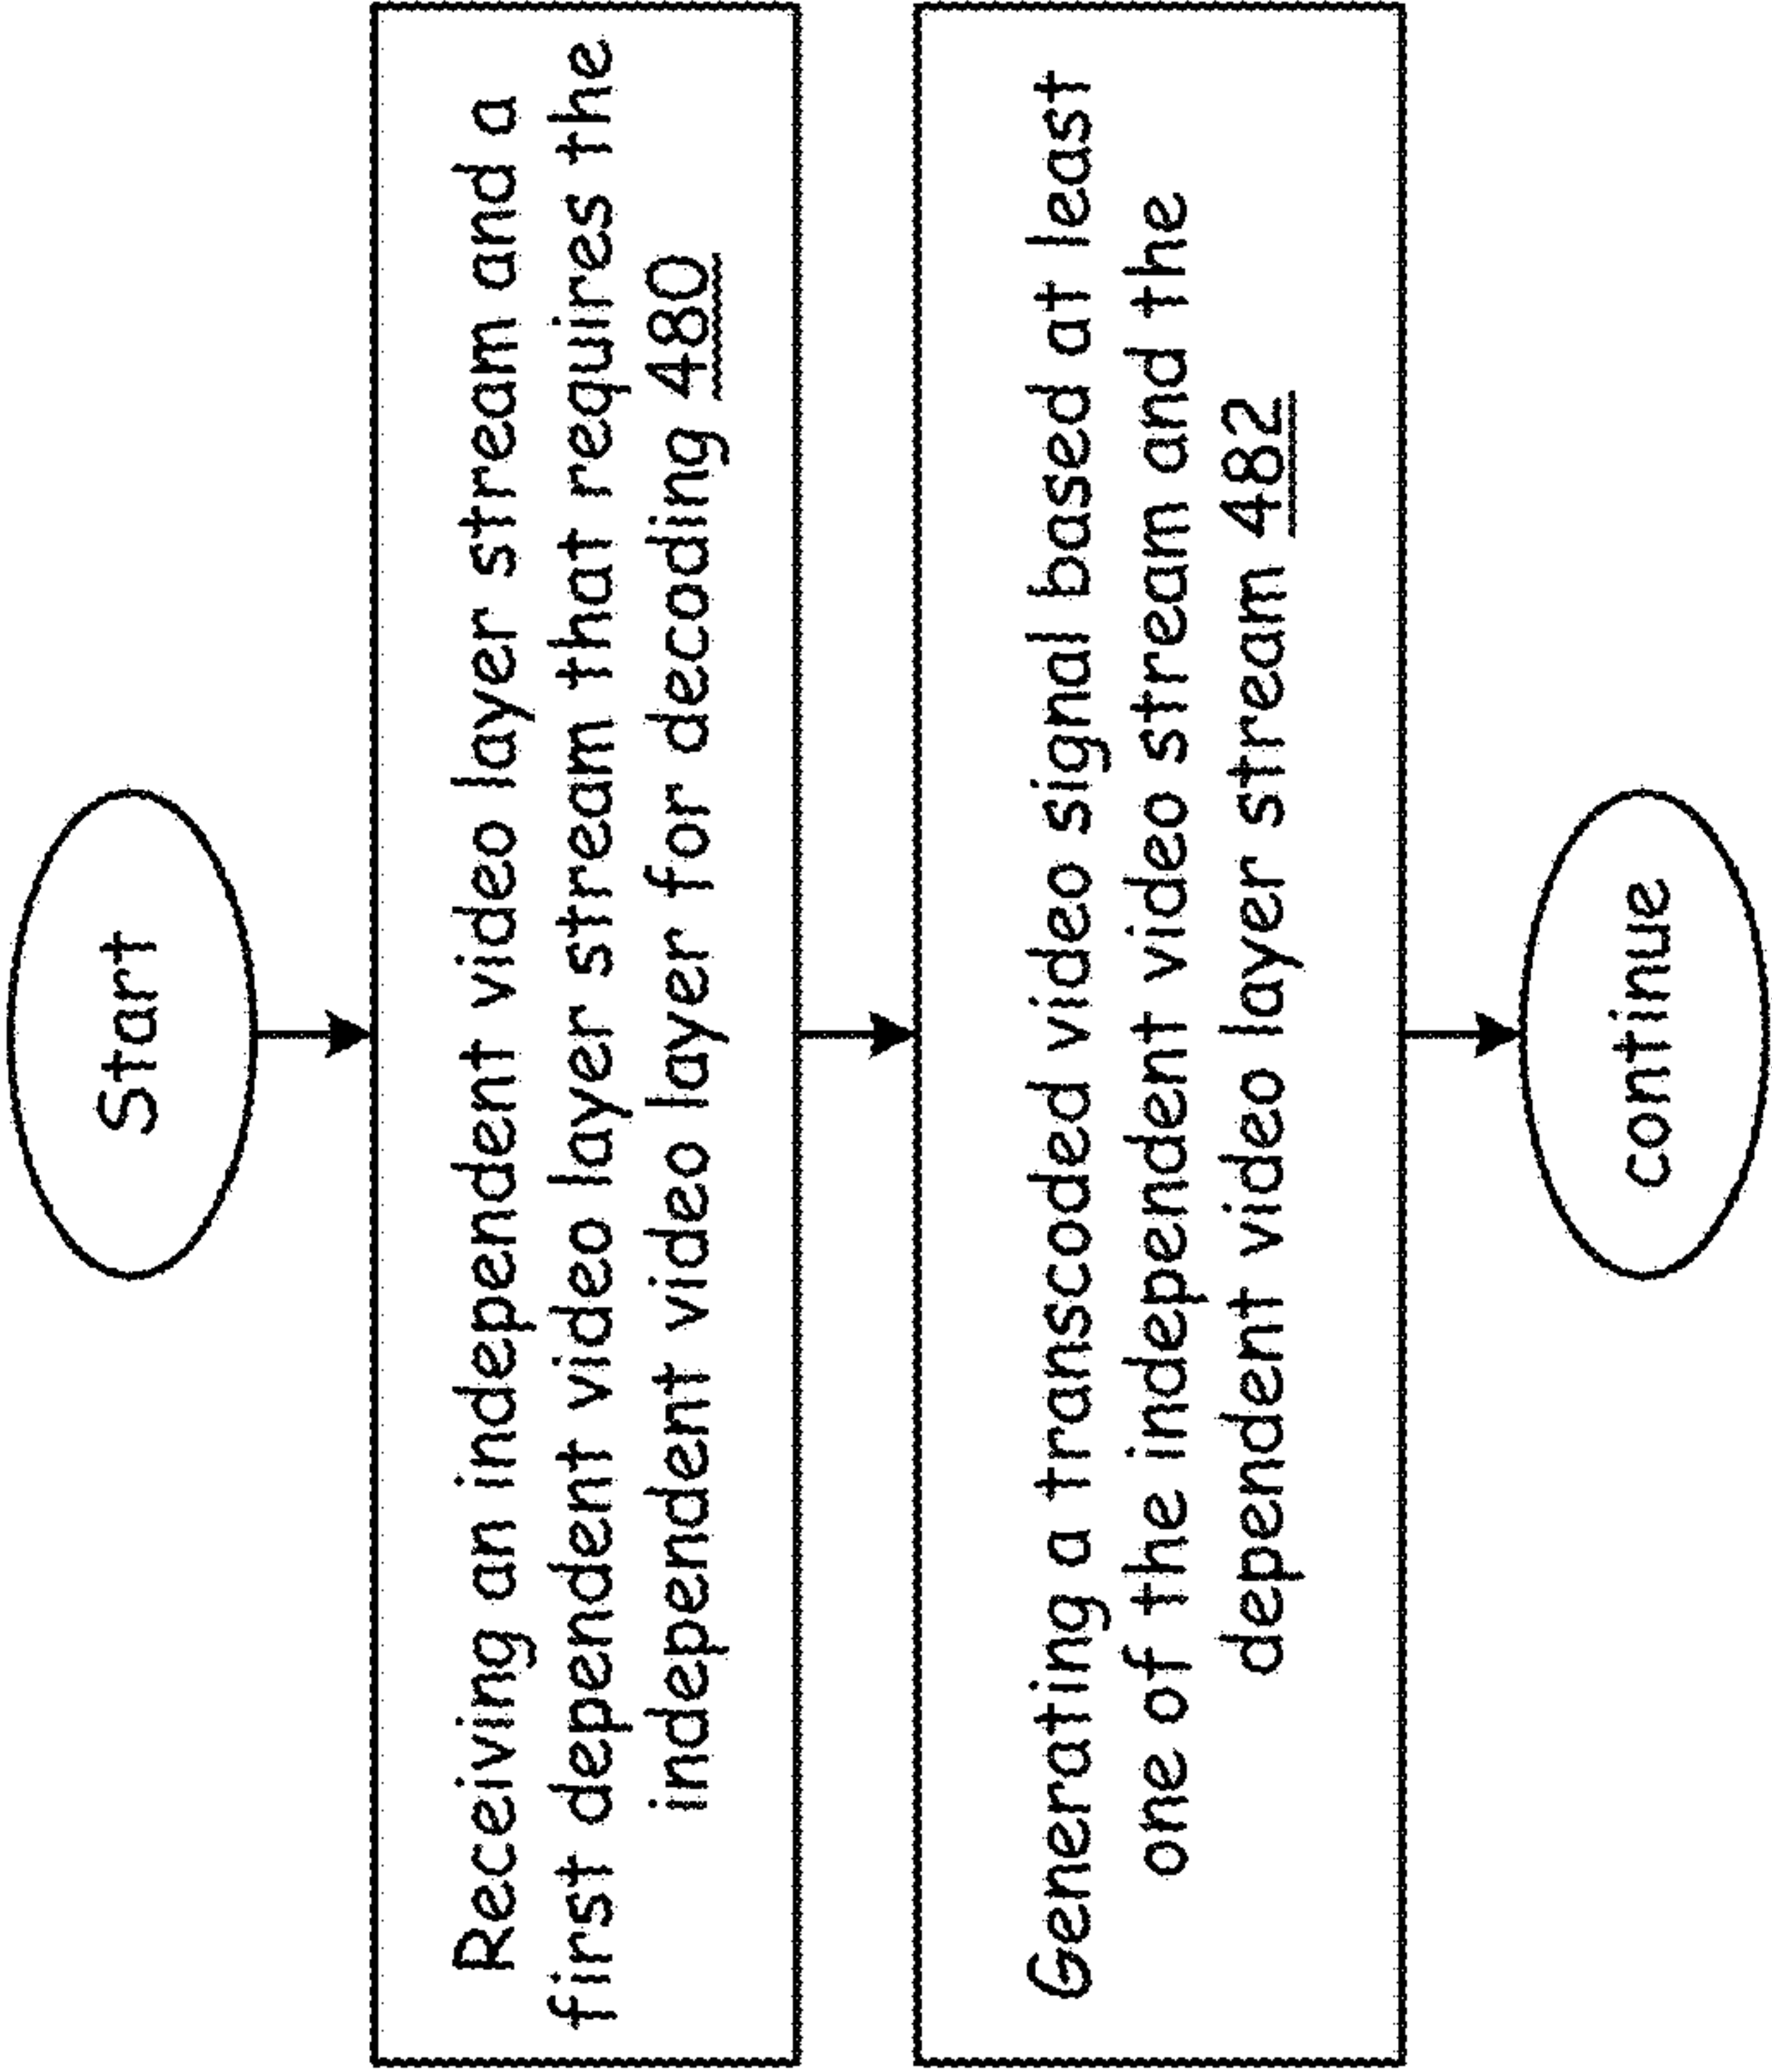 Start
Receiving an independent video layer stream and a
first dependent video layer stream that requires the
independent video layer for decoding 480
Generating a transcoded video signal based at least
one of the independent video stream and the
dependent video layer stream 482
continue